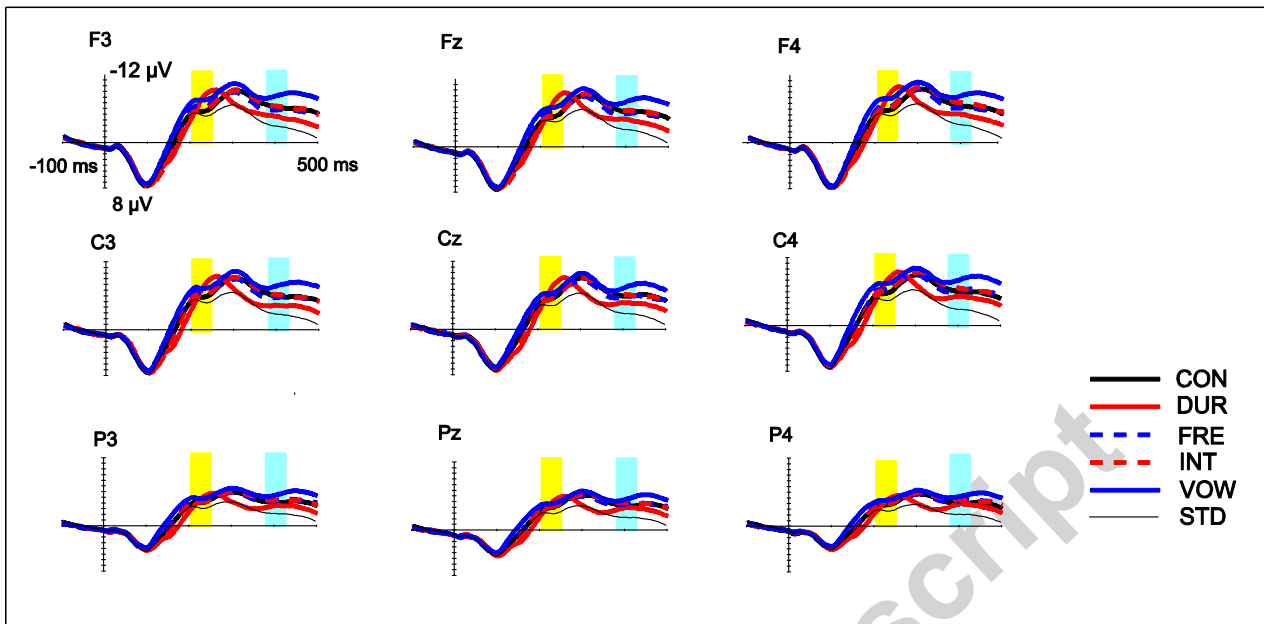 F3
Fz
F4
-12 µV
-100 ms
500 ms
8 µV
C3
Cz
C4
P3
Pz
P4
CON
DUR
FRE
INT
VOW
STD
script